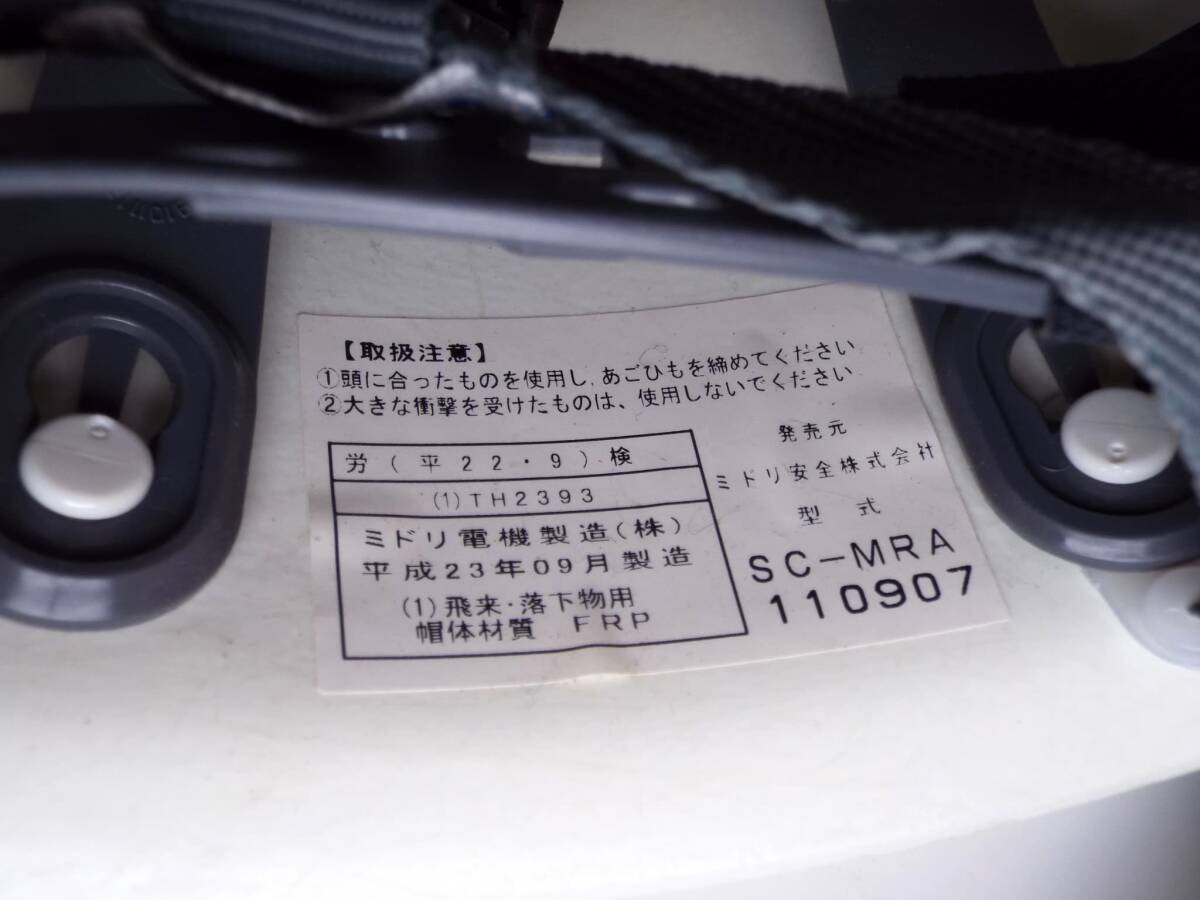 【取扱注意】
①頭に合ったものを使用し、あごひもを締めてください
②大きな衝撃を受けたものは、使用しないでください
労(平22・9)検
(1)TH2393
ミドリ電機製造(株)
平成23年09月製造
(1)飛来・落下物用
帽体材質 FRP
発売元
ミドリ安全株式会社
型式
SC-MRA
110907